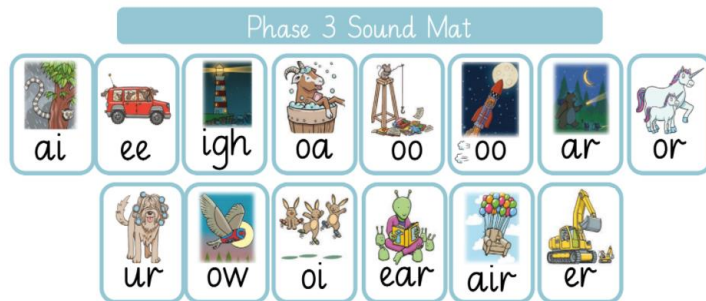 Phase 3 Sound Mat
ai ee igh oa oo oo ar or
ur ow oi ear air er